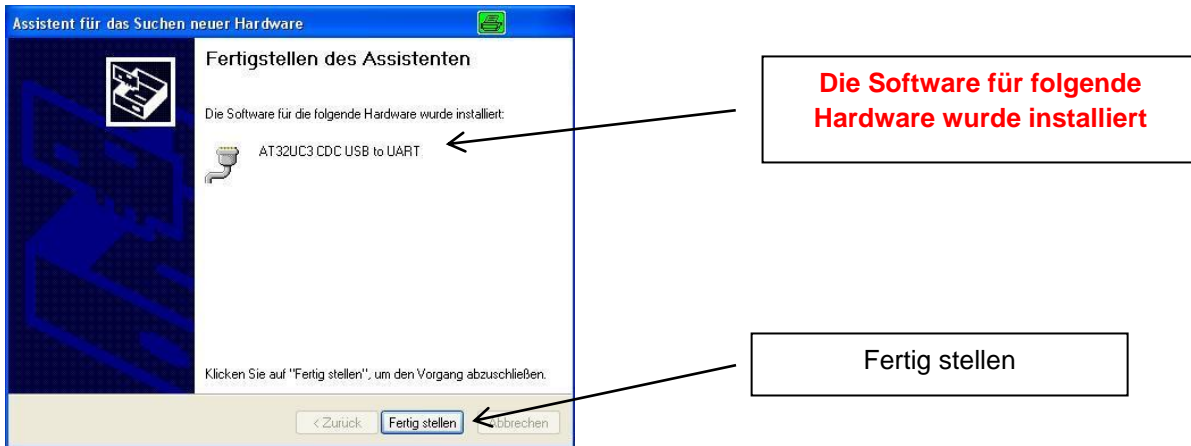 Assistent für das Suchen neuer Hardware
Fertigstellen des Assistenten
Die Software für die folgende Hardware wurde installiert:
AT32UC3 CDC USB to UART
Klicken Sie auf "Fertig stellen", um den Vorgang abzuschließen.
< Zurück
Fertig stellen
Abbrechen
Die Software für folgende
Hardware wurde installiert
Fertig stellen